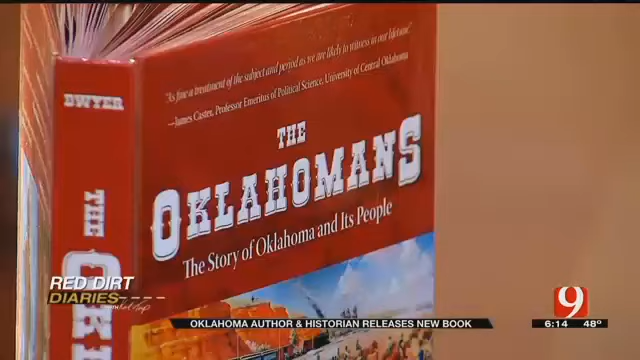 "As fine a treatment of the subject and period as we are likely to witness in our lifetime."
—James Caster, Professor Emeritus of Political Science, University of Central Oklahoma
DWYER
THE
THE
OKLAHOMANS
The Story of Oklahoma and Its People
RED DIRT
DIARIES
9
OKLAHOMA AUTHOR & HISTORIAN RELEASES NEW BOOK
6:14 48°